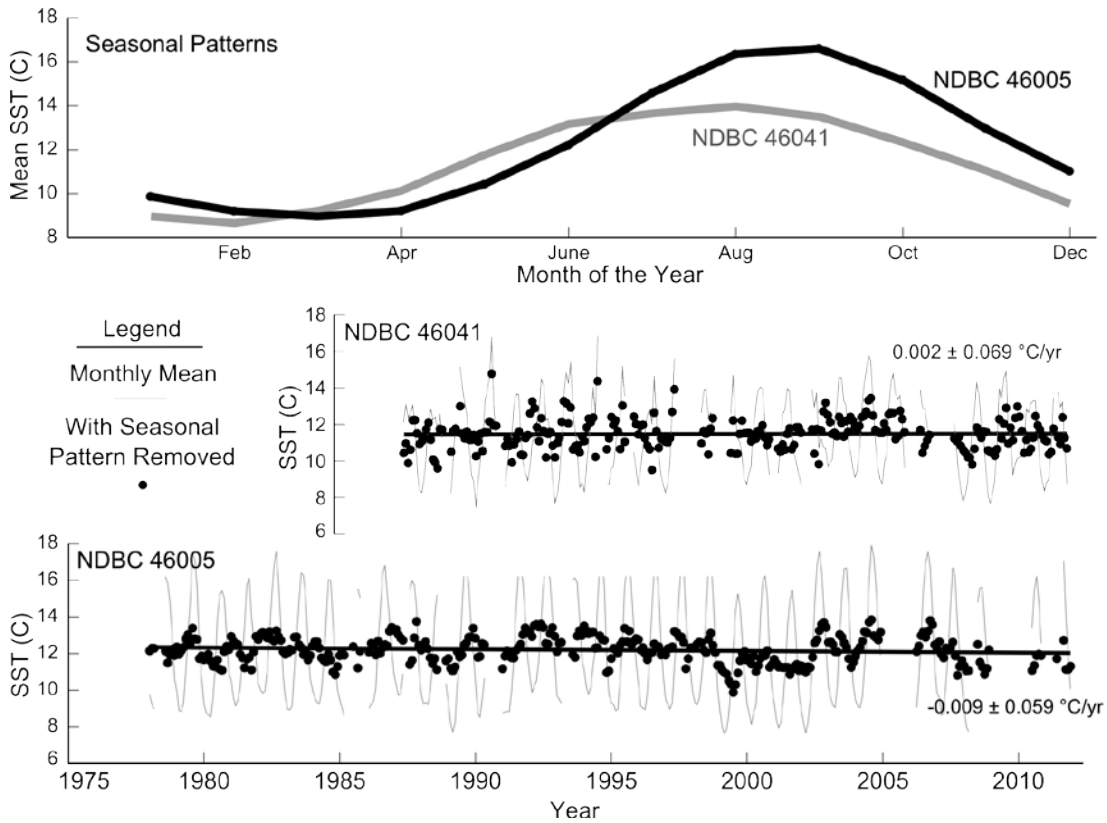 18
16
14
12
10
8
Mean SST (C)
Seasonal Patterns
NDBC 46005
NDBC 46041
Feb
Apr
June
Aug
Oct
Dec
Month of the Year
Legend
Monthly Mean
With Seasonal
Pattern Removed
18
16
14
12
10
8
6
SST (C)
NDBC 46041
0.002 ± 0.069 °C/yr
18
16
14
12
10
8
6
SST (C)
NDBC 46005
-0.009 ± 0.059 °C/yr
1975
1980
1985
1990
1995
2000
2005
2010
Year